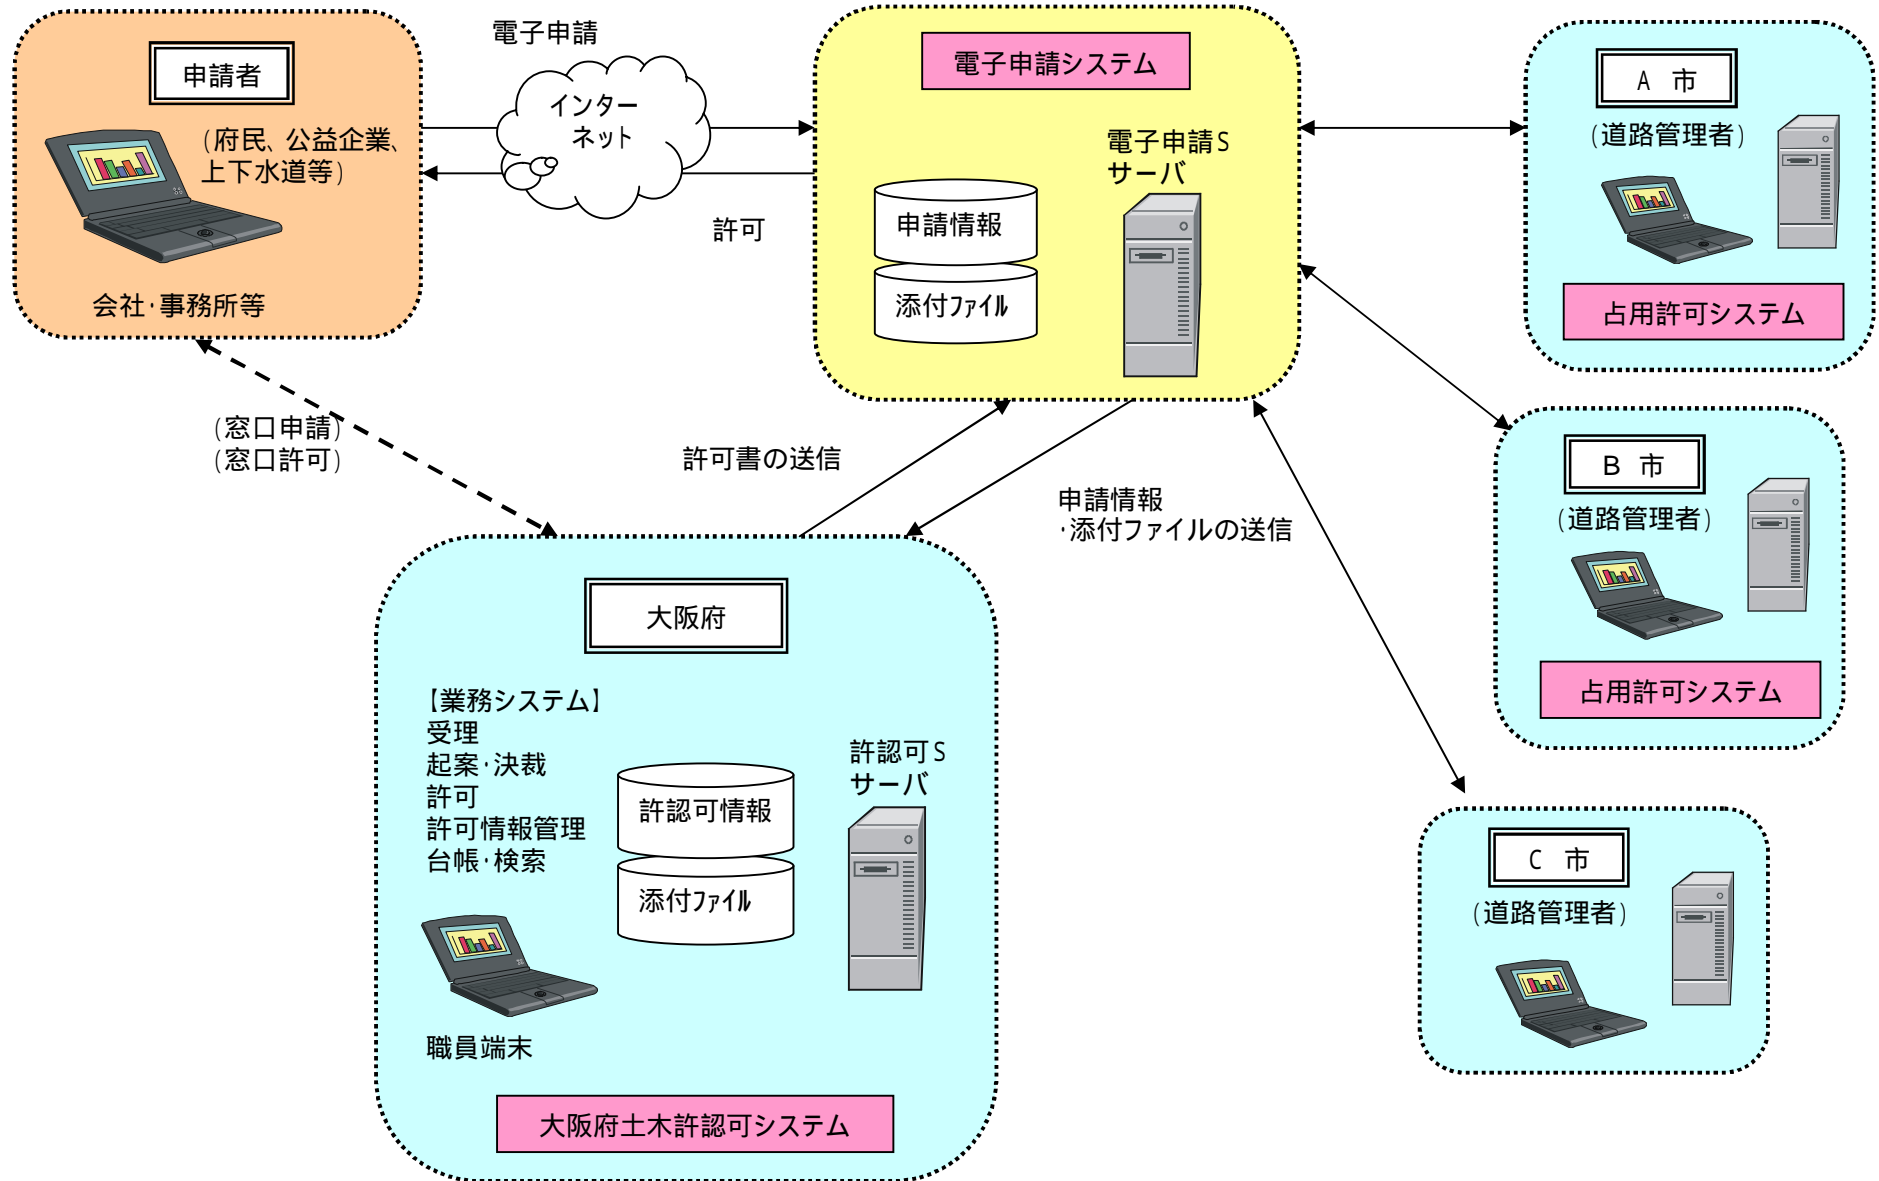 電子申請
申請者
(府民、公益企業、
上下水道等)
会社・事務所等
インター
ネット
許可
電子申請システム
電子申請S
サーバ
申請情報
添付ファイル
A 市
(道路管理者)
占用許可システム
(窓口申請)
(窓口許可)
許可書の送信
申請情報
・添付ファイルの送信
B 市
(道路管理者)
占用許可システム
大阪府
【業務システム】
受理
起案・決裁
許可
許可情報管理
台帳・検索
許認可情報
添付ファイル
許認可S
サーバ
職員端末
大阪府土木許認可システム
C 市
(道路管理者)